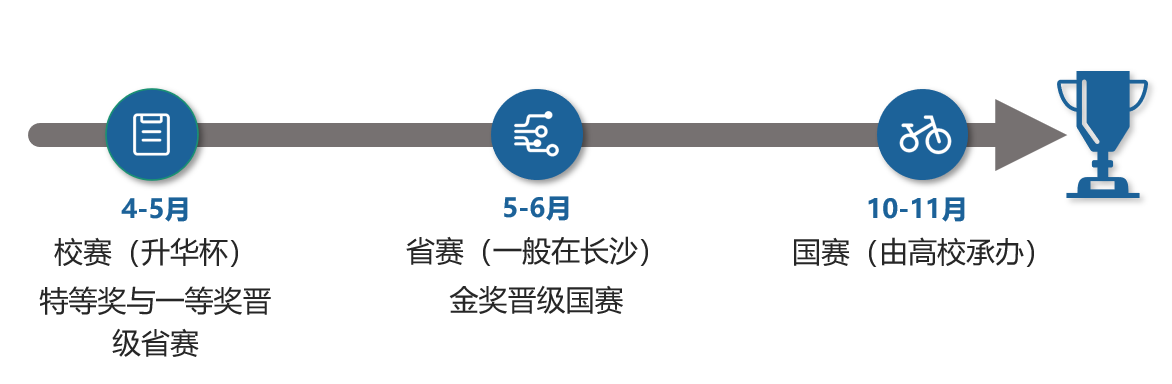 4-5月
校赛（升华杯）
特等奖与一等奖晋
级省赛
5-6月
省赛（一般在长沙）
金奖晋级国赛
10-11月
国赛（由高校承办）